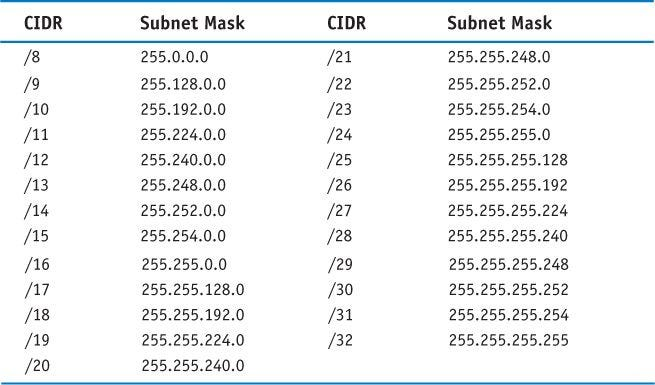 CIDR Subnet Mask CIDR Subnet Mask
/8 255.0.0.0 /21 255.255.248.0
/9 255.128.0.0 /22 255.255.252.0
/10 255.192.0.0 /23 255.255.254.0
/11 255.224.0.0 /24 255.255.255.0
/12 255.240.0.0 /25 255.255.255.128
/13 255.248.0.0 /26 255.255.255.192
/14 255.252.0.0 /27 255.255.255.224
/15 255.254.0.0 /28 255.255.255.240
/16 255.255.0.0 /29 255.255.255.248
/17 255.255.128.0 /30 255.255.255.252
/18 255.255.192.0 /31 255.255.255.254
/19 255.255.224.0 /32 255.255.255.255
/20 255.255.240.0